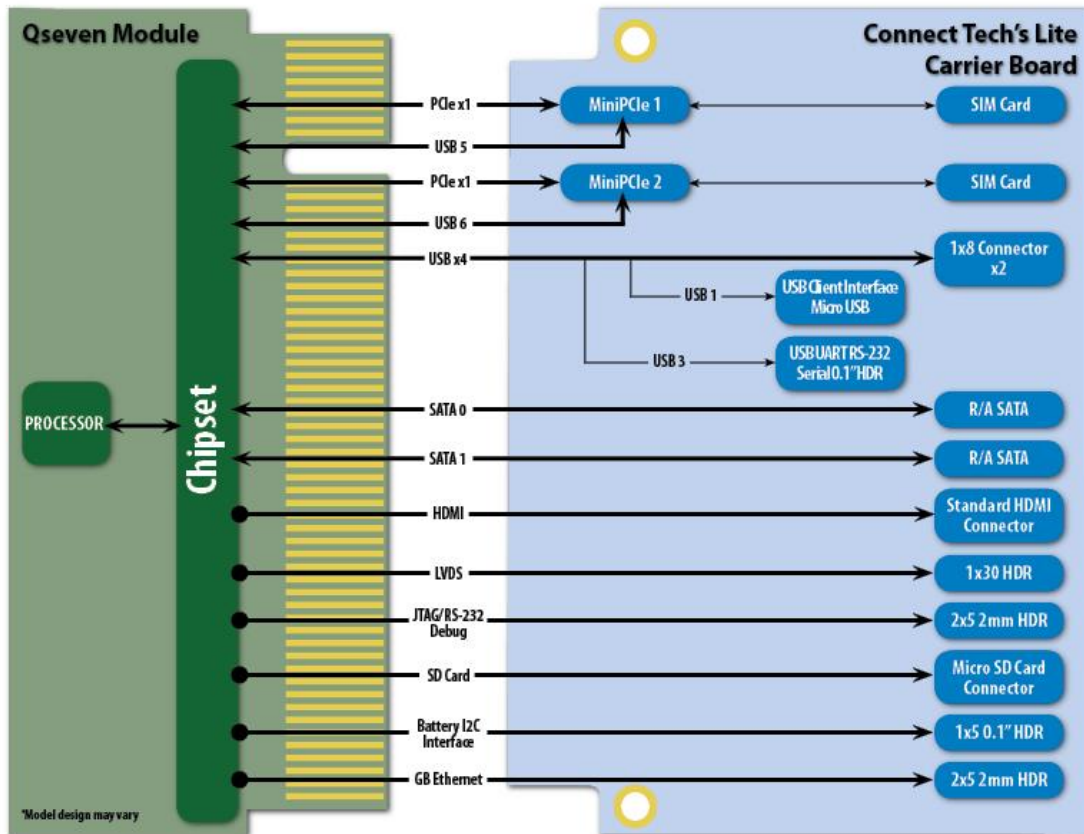 Qseven Module
Connect Tech's Lite
Carrier Board
PCIe x1
MiniPCIe 1
SIM Card
USB 5
PCIe x1
MiniPCIe 2
SIM Card
USB 6
USB x4
1x8 Connector
x2
USB 1
USB Client Interface
Micro USB
USB 3
USB UART RS-232
Serial 0.1" HDR
PROCESSOR
Chipset
SATA 0
R/A SATA
SATA 1
R/A SATA
HDMI
Standard HDMI
Connector
LVDS
1x30 HDR
JTAG/RS-232
Debug
2x5 2mm HDR
SD Card
Micro SD Card
Connector
Battery I2C
Interface
1x5 0.1" HDR
GB Ethernet
2x5 2mm HDR
*Model design may vary